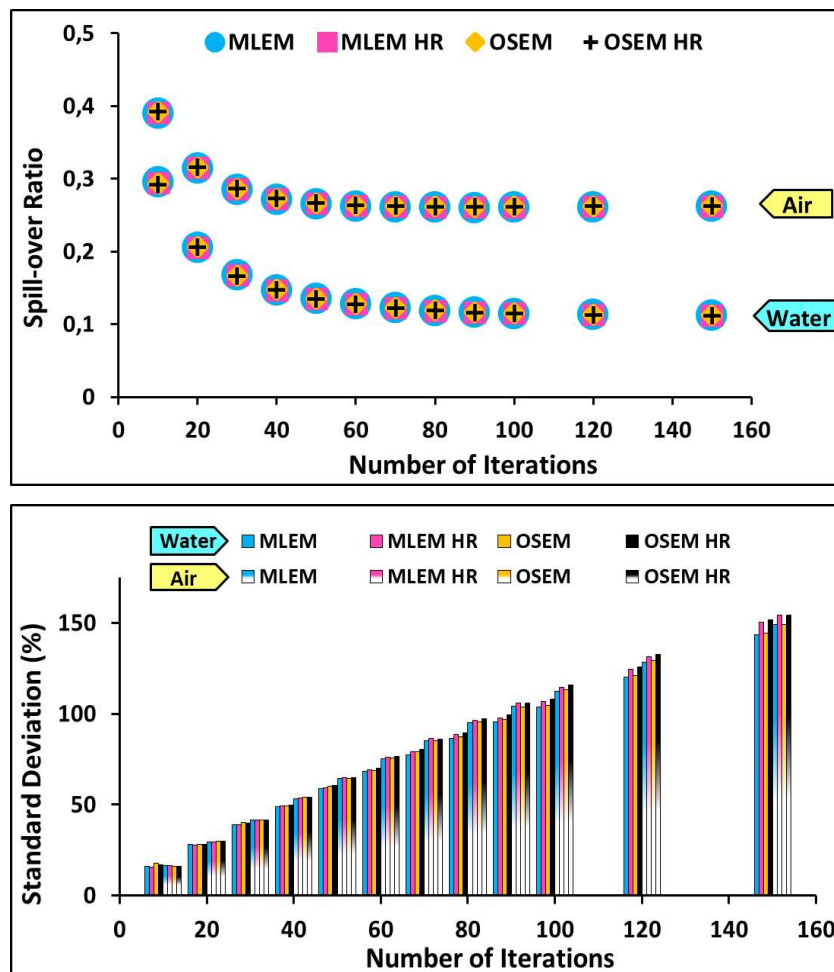 0,5
MLEM MLEM HR OSEM OSEM HR
0,4
0,3
Air
0,2
0,1
Water
0
0 20 40 60 80 100 120 140 160
Spill-over Ratio
Number of Iterations
Water MLEM MLEM HR OSEM OSEM HR
Air MLEM MLEM HR OSEM OSEM HR
150
100
50
0
0 20 40 60 80 100 120 140 160
Standard Deviation (%)
Number of Iterations